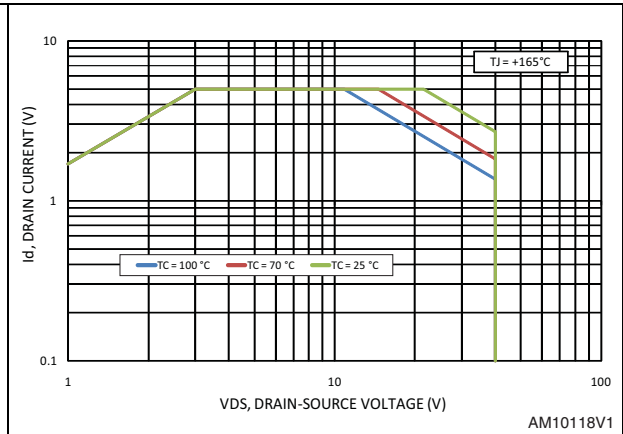 10
TJ = +165°C
Id, DRAIN CURRENT (V)
1
TC = 100 °C TC = 70 °C TC = 25 °C
0.1
1 10 100
VDS, DRAIN-SOURCE VOLTAGE (V)
AM10118V1